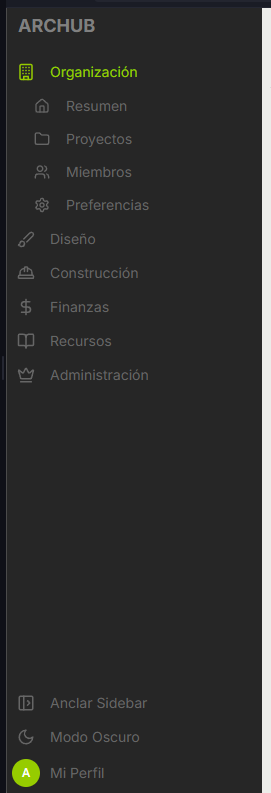 ARCHUB
Organización
Resumen
Proyectos
Miembros
Preferencias
Diseño
Construcción
Finanzas
Recursos
Administración
Anclar Sidebar
Modo Oscuro
A Mi Perfil